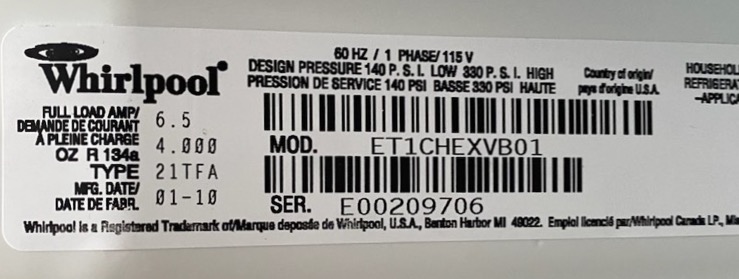 Whirlpool
60 HZ / 1 PHASE/ 115 V
DESIGN PRESSURE 140 P. S. I. LOW 330 P. S. I. HIGH
PRESSION DE SERVICE 140 PSI BASSE 330 PSI HAUTE
Country of origin/
pays d'origine U.S.A.
HOUSEHOL
REFRIGERA
-APPLICA
FULL LOAD AMP/
DEMANDE DE COURANT
A PLEINE CHARGE 6.5
OZ R 134a 4.000
TYPE 21TFA
MFG. DATE/
DATE DE FABR. 01-10
MOD. ET1CHEXVB01
SER. E00209706
Whirlpool is a Registered Trademark of/Marque deposée de Whirlpool, U.S.A., Benton Harbor MI 49022. Emploi licencié par/Whirlpool Canada LP., Mi